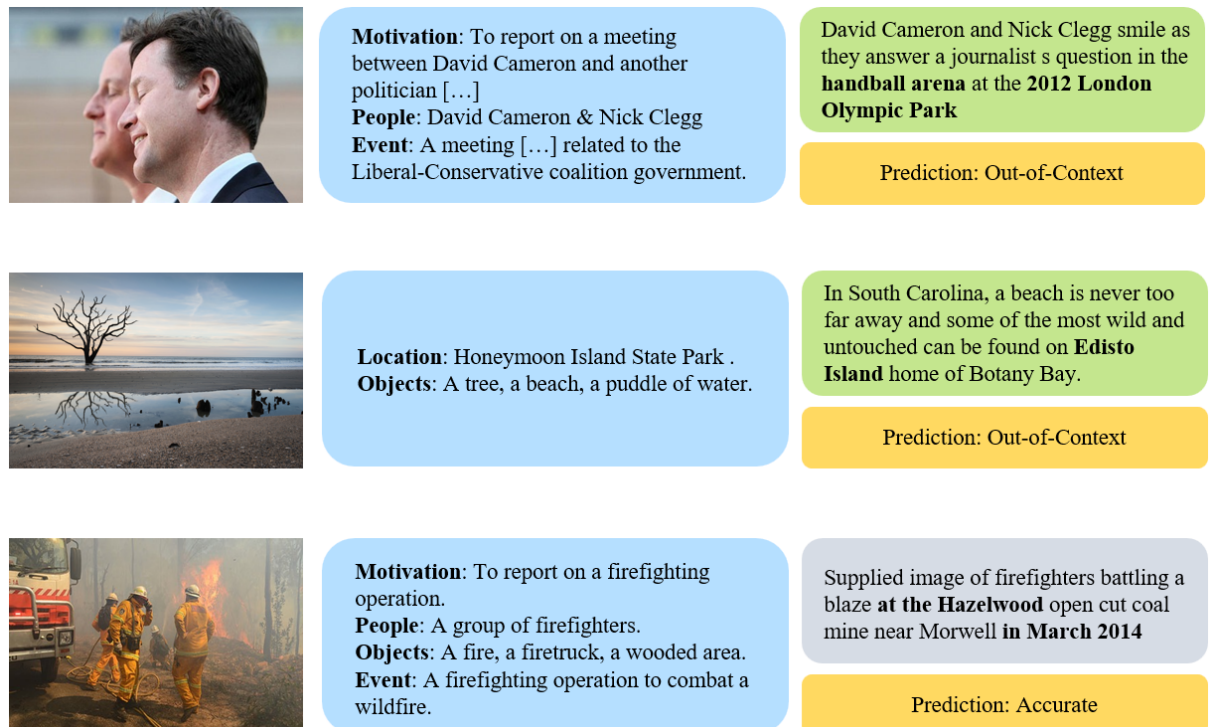 Motivation: To report on a meeting
between David Cameron and another
politician […]
People: David Cameron & Nick Clegg
Event: A meeting […] related to the
Liberal-Conservative coalition government.
David Cameron and Nick Clegg smile as
they answer a journalist s question in the
handball arena at the 2012 London
Olympic Park
Prediction: Out-of-Context
Location: Honeymoon Island State Park .
Objects: A tree, a beach, a puddle of water.
In South Carolina, a beach is never too
far away and some of the most wild and
untouched can be found on Edisto
Island home of Botany Bay.
Prediction: Out-of-Context
Motivation: To report on a firefighting
operation.
People: A group of firefighters.
Objects: A fire, a firetruck, a wooded area.
Event: A firefighting operation to combat a
wildfire.
Supplied image of firefighters battling a
blaze at the Hazelwood open cut coal
mine near Morwell in March 2014
Prediction: Accurate